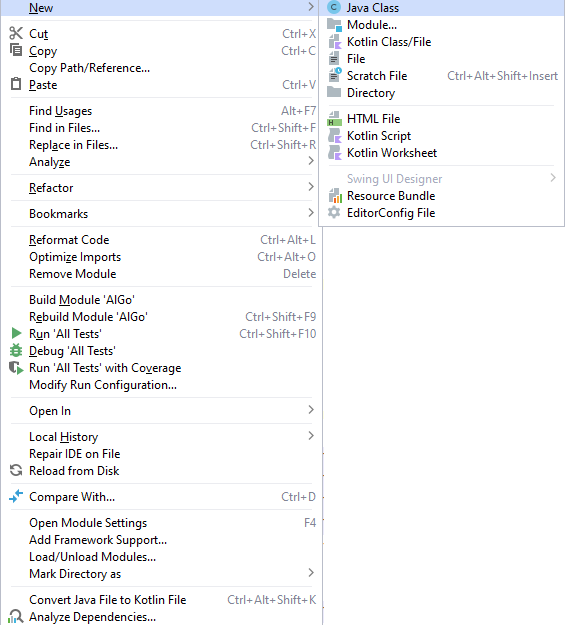 New
Cut Ctrl+X
Copy Ctrl+C
Copy Path/Reference...
Paste Ctrl+V
Find Usages Alt+F7
Find in Files... Ctrl+Shift+F
Replace in Files... Ctrl+Shift+R
Analyze
Refactor
Bookmarks
Reformat Code Ctrl+Alt+L
Optimize Imports Ctrl+Alt+O
Remove Module Delete
Build Module 'AlGo'
Rebuild Module 'AlGo' Ctrl+Shift+F9
Run 'All Tests' Ctrl+Shift+F10
Debug 'All Tests'
Run 'All Tests' with Coverage
Modify Run Configuration...
Open In
Local History
Repair IDE on File
Reload from Disk
Compare With... Ctrl+D
Open Module Settings F4
Add Framework Support...
Load/Unload Modules...
Mark Directory as
Convert Java File to Kotlin File Ctrl+Alt+Shift+K
Analyze Dependencies...
Java Class
Module...
Kotlin Class/File
File
Scratch File Ctrl+Alt+Shift+Insert
Directory
HTML File
Kotlin Script
Kotlin Worksheet
Swing UI Designer
Resource Bundle
EditorConfig File